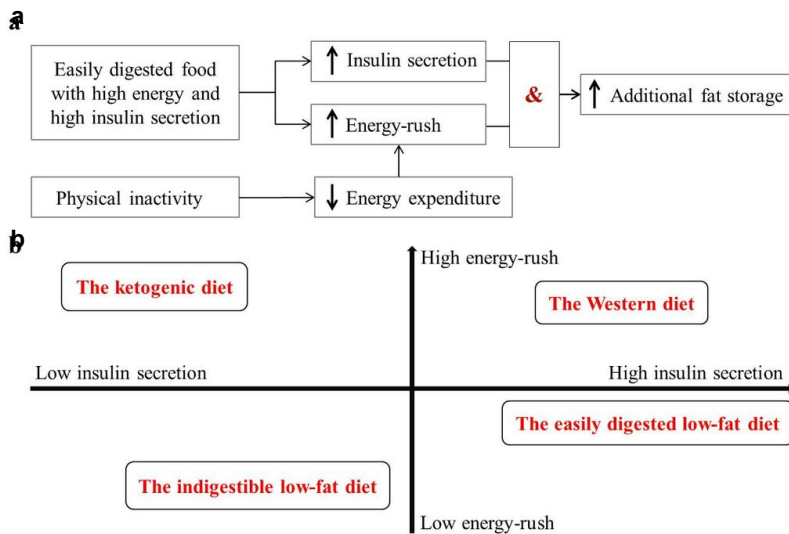 a
a
Easily digested food
with high energy and
high insulin secretion
↑ Insulin secretion
↑ Energy-rush
&
↑ Additional fat storage
Physical inactivity
↓ Energy expenditure
b
b
High energy-rush
The ketogenic diet
The Western diet
Low insulin secretion
High insulin secretion
The easily digested low-fat diet
The indigestible low-fat diet
Low energy-rush